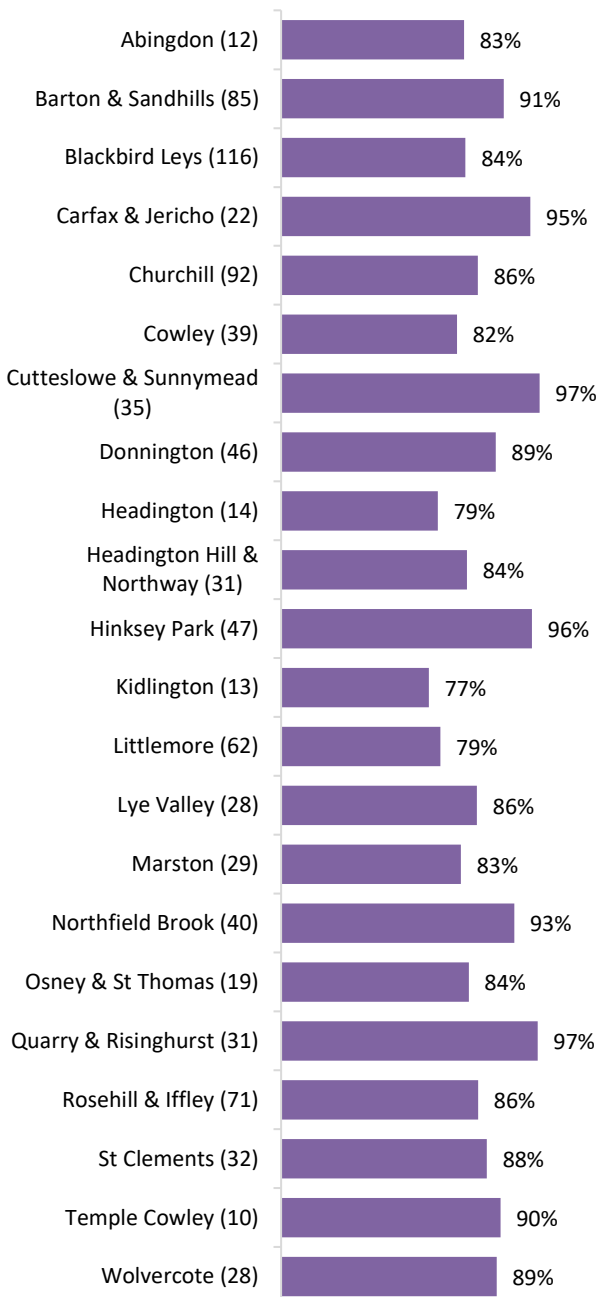 Abingdon (12) 83%
Barton & Sandhills (85) 91%
Blackbird Leys (116) 84%
Carfax & Jericho (22) 95%
Churchill (92) 86%
Cowley (39) 82%
Cutteslowe & Sunnymead
(35) 97%
Donnington (46) 89%
Headington (14) 79%
Headington Hill &
Northway (31) 84%
Hinksey Park (47) 96%
Kidlington (13) 77%
Littlemore (62) 79%
Lye Valley (28) 86%
Marston (29) 83%
Northfield Brook (40) 93%
Osney & St Thomas (19) 84%
Quarry & Risinghurst (31) 97%
Rosehill & Iffley (71) 86%
St Clements (32) 88%
Temple Cowley (10) 90%
Wolvercote (28) 89%